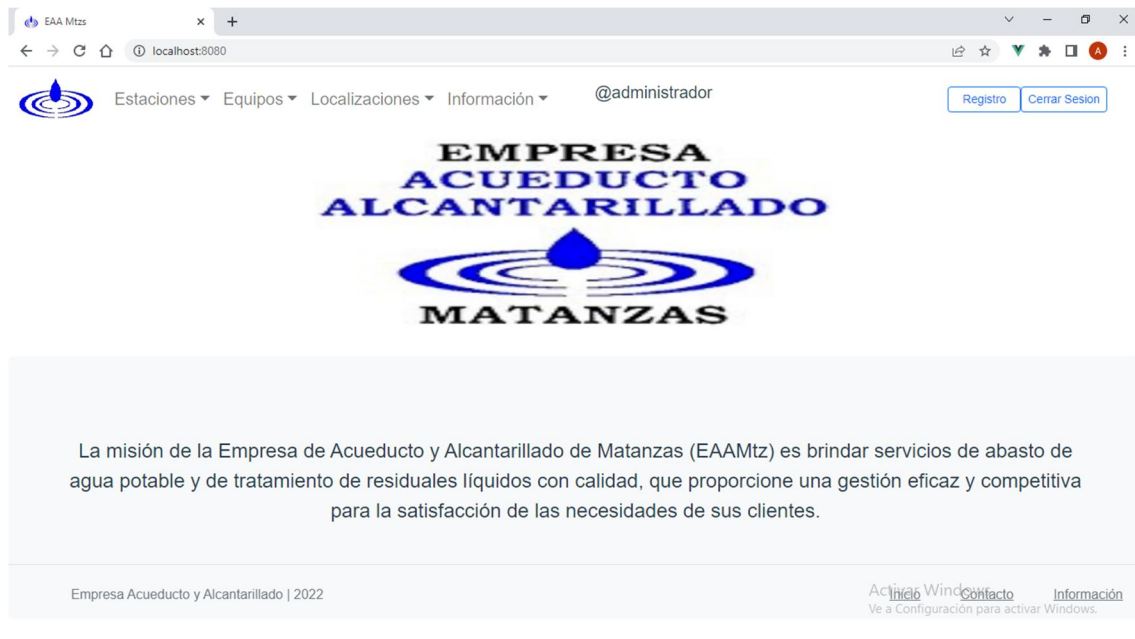 EAA Mtzs
localhost:8080
A
Estaciones Equipos Localizaciones Información @administrador Registro Cerrar Sesion
EMPRESA
ACUEDUCTO
ALCANTARILLADO
MATANZAS
La misión de la Empresa de Acueducto y Alcantarillado de Matanzas (EAAMtz) es brindar servicios de abasto de
agua potable y de tratamiento de residuales líquidos con calidad, que proporcione una gestión eficaz y competitiva
para la satisfacción de las necesidades de sus clientes.
Empresa Acueducto y Alcantarillado | 2022
Activar Windows
Inicio Contacto Información
Ve a Configuración para activar Windows.